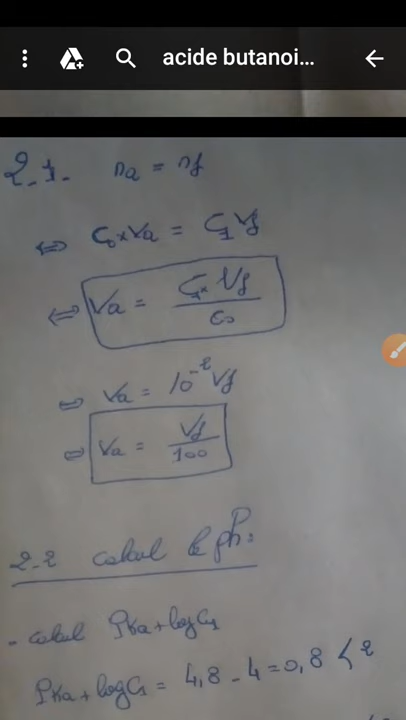 acide butanoi...
2-1. na = nf
⇔ C₀×Va = C₁Vf
⇔ Va = C₁×Vf / C₀
⇔ Va = 10⁻²Vf
⇔ Va = Vf / 100
2-2 calcul le pH:
- calcul PKa+logC₁
PKa+logC₁ = 4,8 - 4 = 0,8 < 2